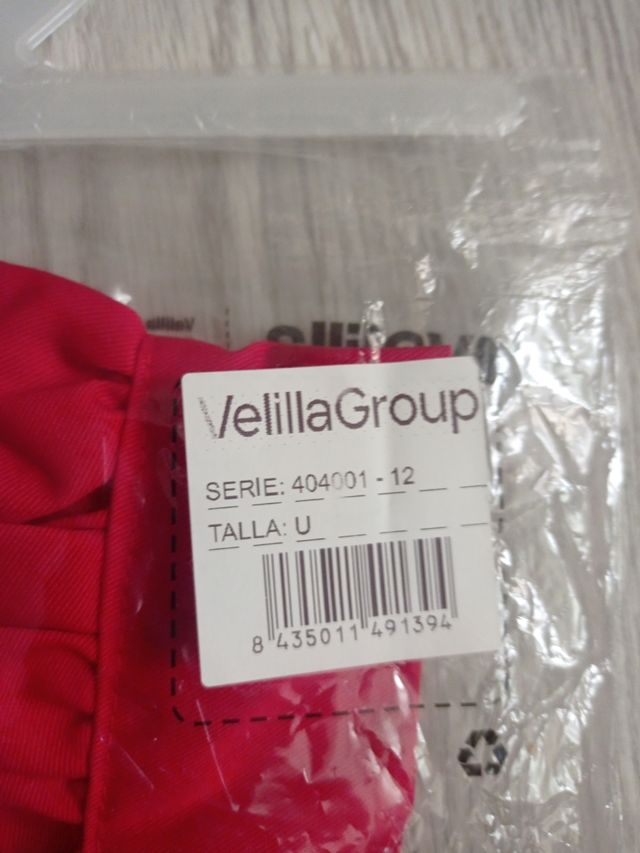 VelillaGroup
SERIE: 404001 - 12
TALLA: U
8 435011 491394